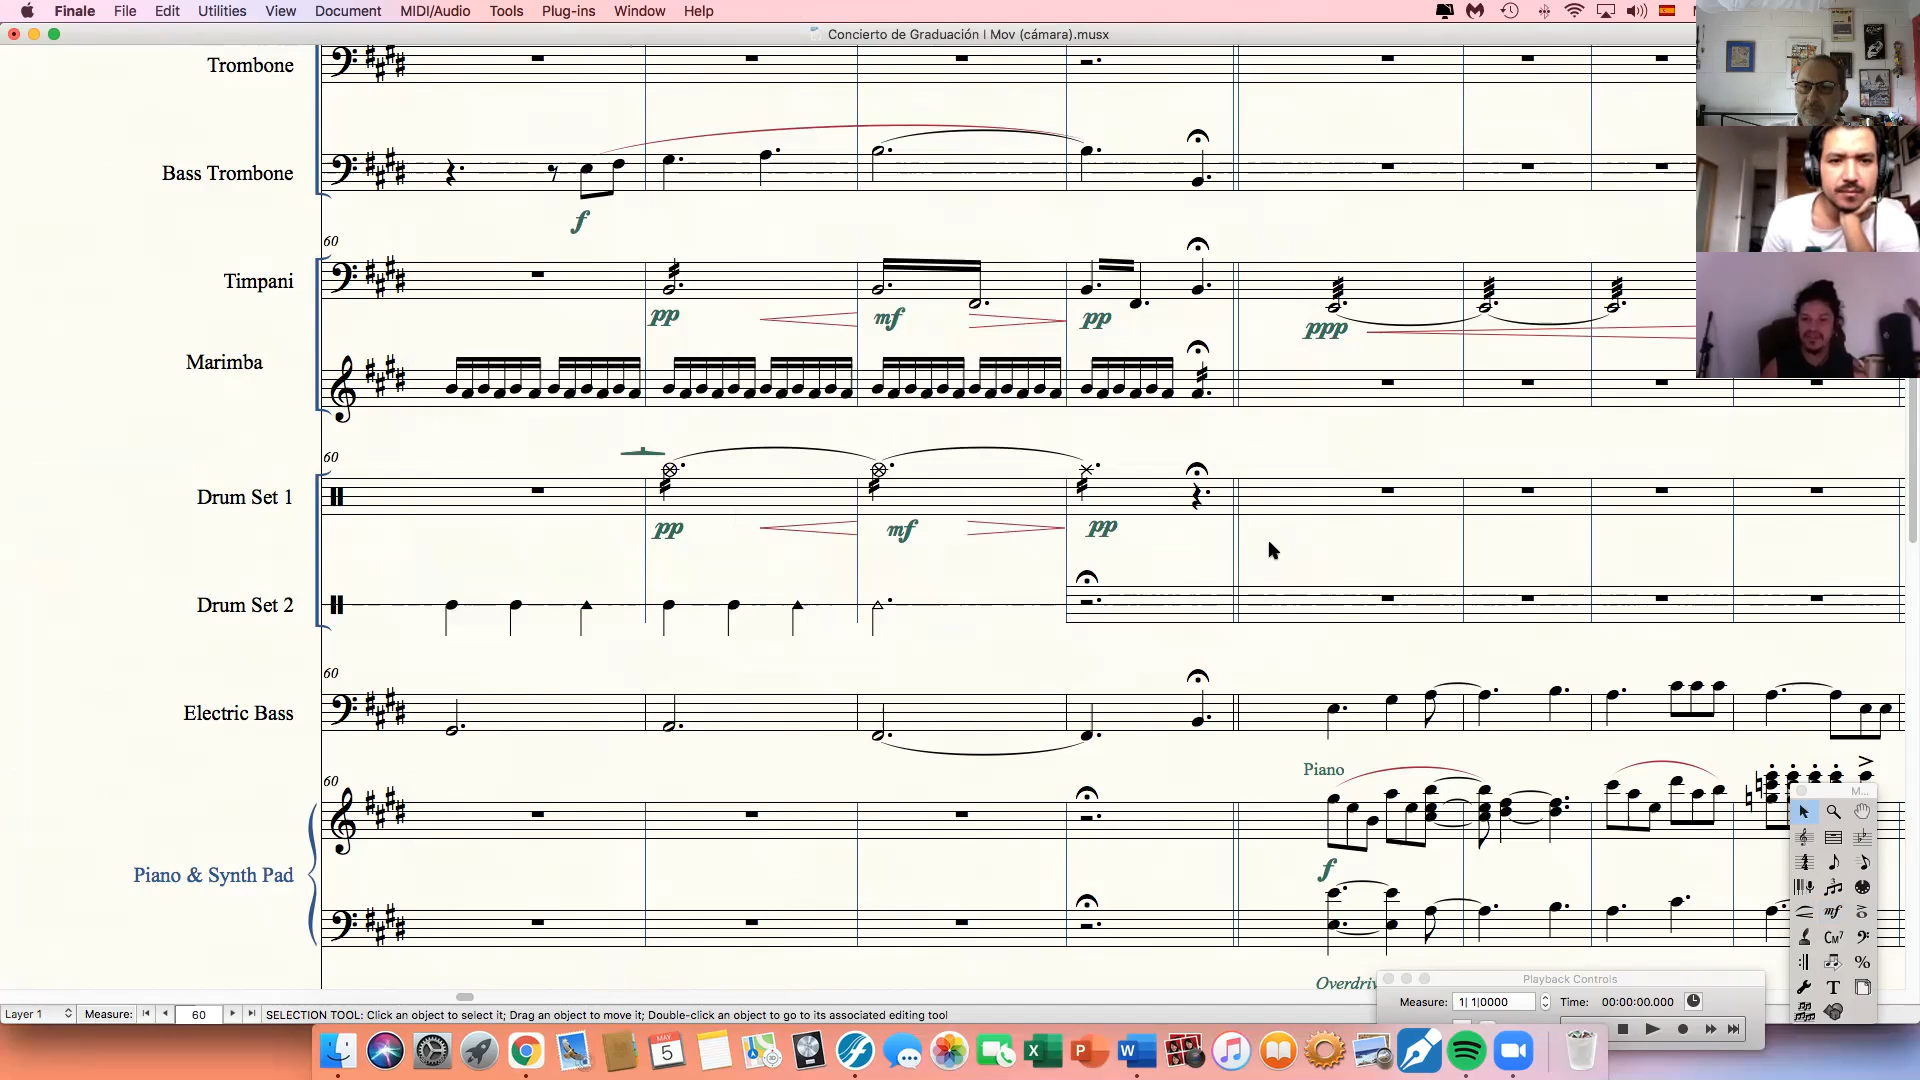 Finale File Edit Utilities View Document MIDI/Audio Tools Plug-ins Window Help
Concierto de Graduación I Mov (cámara).musx
Trombone
Bass Trombone
f
60
Timpani
pp mf pp ppp
Marimba
60
Drum Set 1
pp mf pp
Drum Set 2
60
Electric Bass
Piano
60
M...
Piano & Synth Pad
f
mf
CM7
%
T
Overdriv
Playback Controls
Measure: 1| 1|0000 Time: 00:00:00.000
Layer 1 Measure: 60 SELECTION TOOL: Click an object to select it; Drag an object to move it; Double-click an object to go to its associated editing tool
MAY.
5
X P W